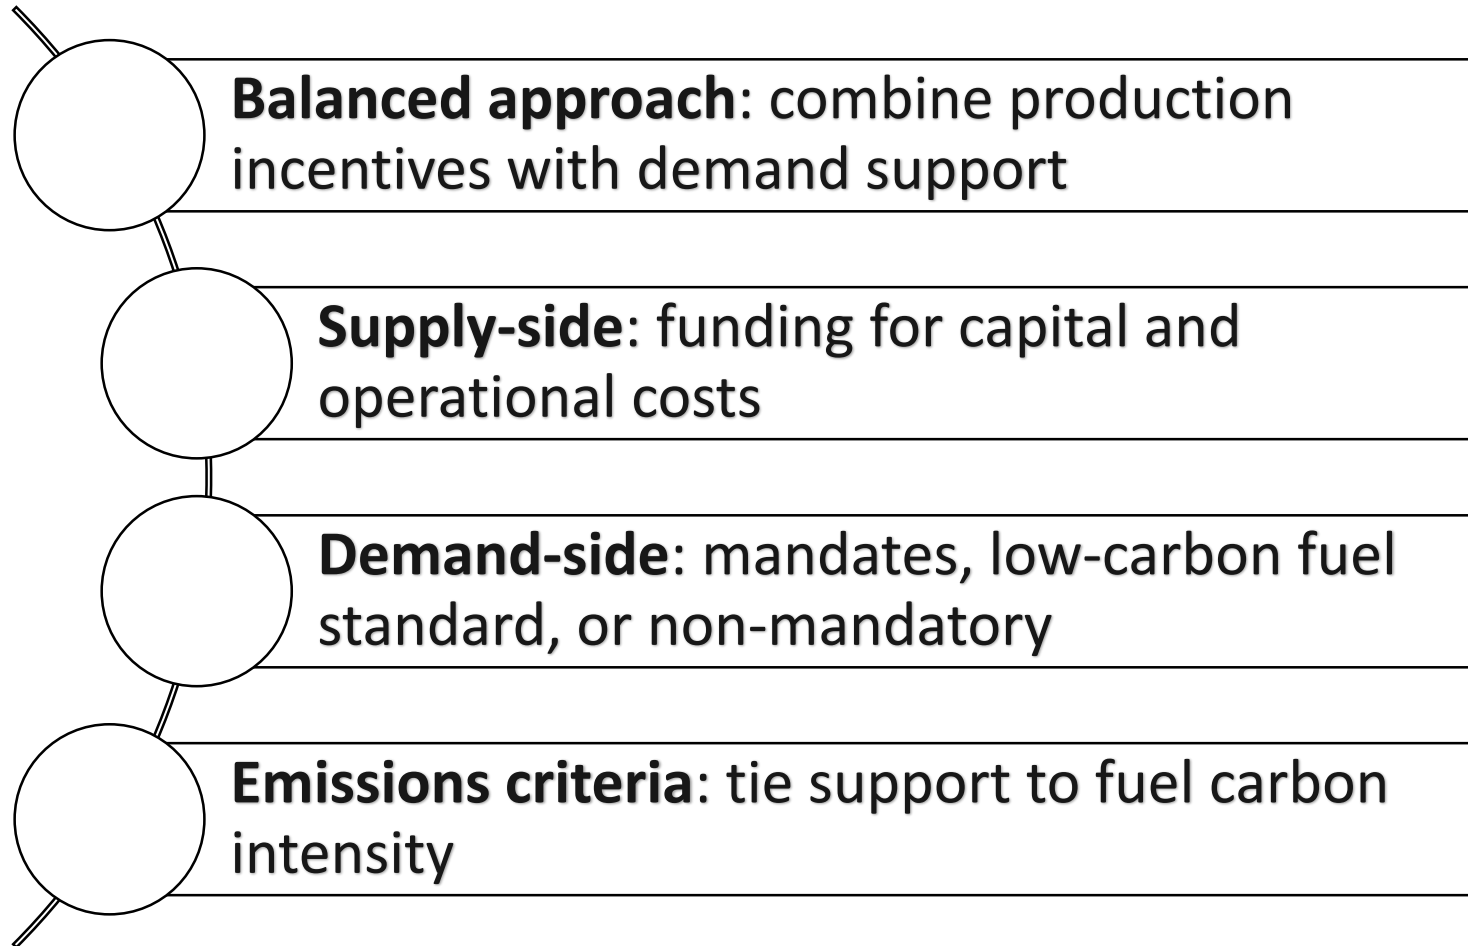 Balanced approach: combine production
incentives with demand support
Supply-side: funding for capital and
operational costs
Demand-side: mandates, low-carbon fuel
standard, or non-mandatory
Emissions criteria: tie support to fuel carbon
intensity